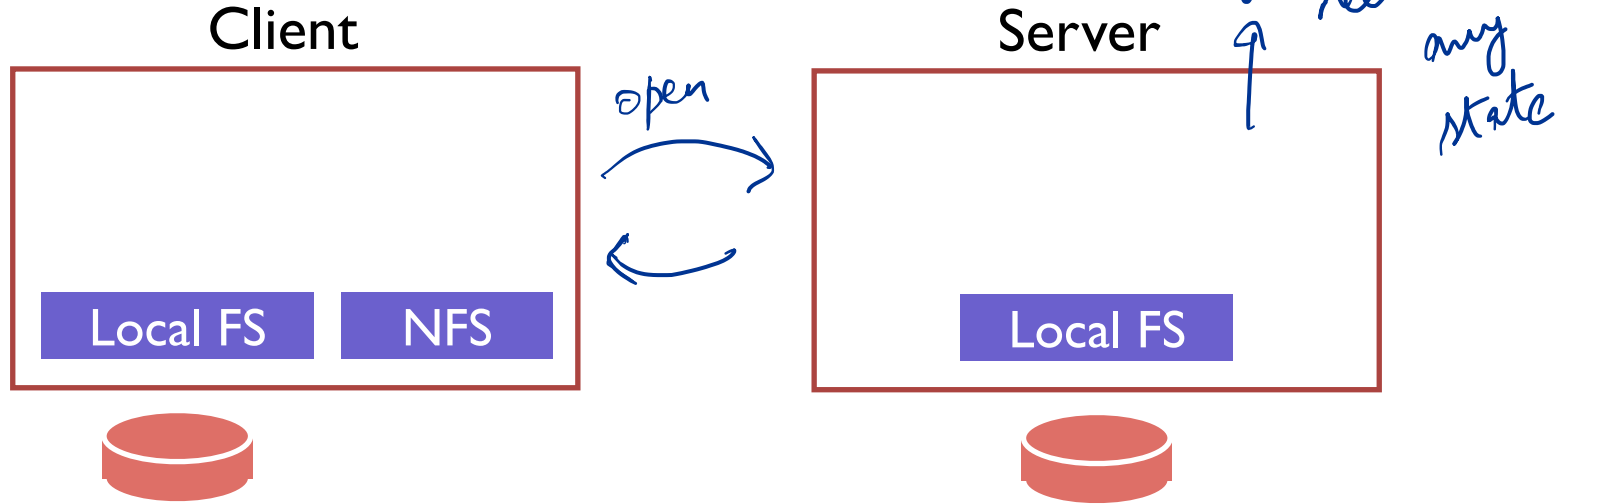 Client
Server
open
any
state
Local FS
NFS
Local FS